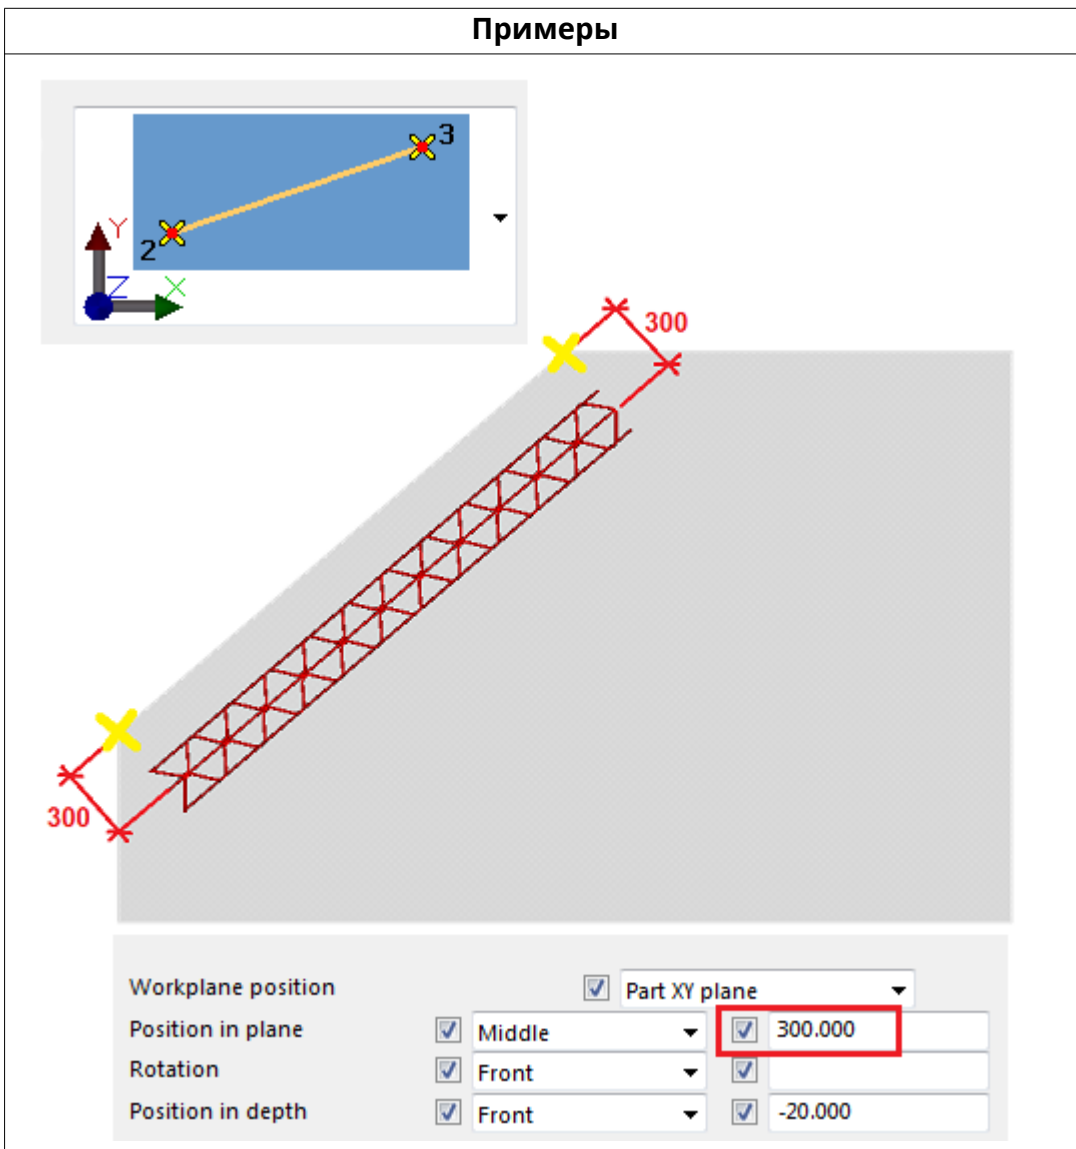 Примеры
3
Y
2
Z
X
300
300
Workplane position Part XY plane
Position in plane Middle 300.000
Rotation Front
Position in depth Front -20.000